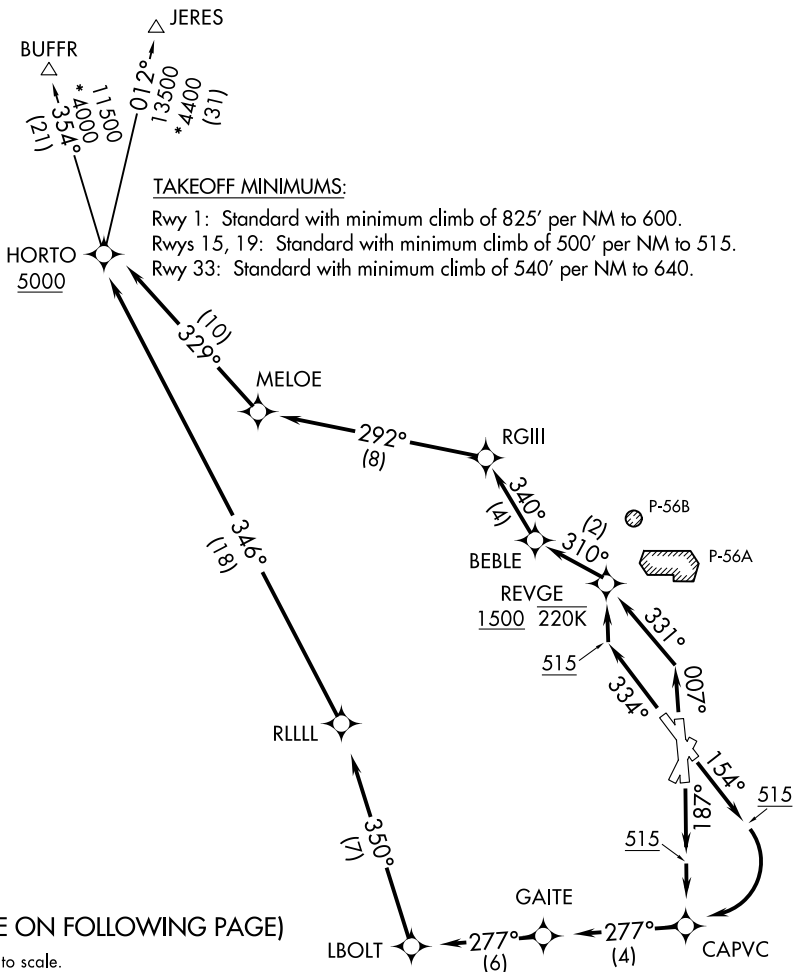 JERES
BUFFR
012°
13500
*4400
(31)
11500
*4000
354°
(21)
TAKEOFF MINIMUMS:
Rwy 1: Standard with minimum climb of 825' per NM to 600.
Rwys 15, 19: Standard with minimum climb of 500' per NM to 515.
Rwy 33: Standard with minimum climb of 540' per NM to 640.
HORTO
5000
(10)
329°
MELOE
292°
(8)
RGIII
340°
(4)
P-56B
(2)
310°
P-56A
BEBLE
REVGE
1500 220K
346°
(18)
331°
515
334°
007°
RLLLL
154°
515
187°
515
350°
(7)
GAITE
277°
(4)
CAPVC
LBOLT
277°
(6)
E ON FOLLOWING PAGE)
to scale.